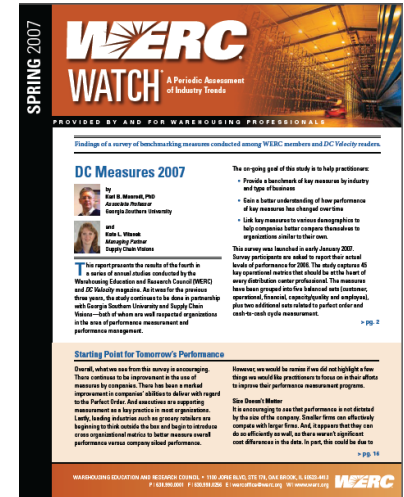 SPRING 2007
WERC
WATCH
A Periodic Assessment
of Industry Trends
PROVIDED BY AND FOR WAREHOUSING PROFESSIONALS
Findings of a survey of benchmarking measures conducted among WERC members and DC Velocity readers.
DC Measures 2007
by
Karl B. Manrodt, PhD
Associate Professor
Georgia Southern University
and
Kate L. Vitasek
Managing Partner
Supply Chain Visions
This report presents the results of the fourth in
a series of annual studies conducted by the
Warehousing Education and Research Council (WERC)
and DC Velocity magazine. As it was for the previous
three years, the study continues to be done in partnership
with Georgia Southern University and Supply Chain
Visions—both of whom are well respected organizations
in the area of performance measurement and
performance management.
The on-going goal of this study is to help practitioners:
• Provide a benchmark of key measures by industry
and type of business
• Gain a better understanding of how performance
of key measures has changed over time
• Link key measures to various demographics to
help companies better compare themselves to
organizations similar to their own.
This survey was launched in early January 2007.
Survey participants are asked to report their actual
levels of performance for 2006. The study captures 45
key operational metrics that should be at the heart of
every distribution center professional. The measures
have been grouped into five balanced sets (customer,
operational, financial, capacity/quality and employee),
plus two additional sets related to perfect order and
cash-to-cash cycle measurement.
▸ pg. 2
Starting Point for Tomorrow's Performance
Overall, what we see from this survey is encouraging.
There continues to be improvement in the use of
measures by companies. There has been a marked
improvement in companies' abilities to deliver with regard
to the Perfect Order. And executives are supporting
measurement as a key practice in most organizations.
Lastly, leading industries such as grocery retailers are
beginning to think outside the box and begin to introduce
cross organizational metrics to better measure overall
performance versus company siloed performance.
However, we would be remiss if we did not highlight a few
things we would like practitioners to focus on in their efforts
to improve their performance measurement programs.
Size Doesn't Matter
It is encouraging to see that performance is not dictated
by the size of the company. Smaller firms can effectively
compete with larger firms. And, it appears that they can
do so efficiently as well, as there weren't significant
cost differences in the data. In part, this could be due to
▸ pg. 16
WAREHOUSING EDUCATION AND RESEARCH COUNCIL • 1100 JORIE BLVD, STE 170, OAK BROOK, IL 60523-4413
P | 630.990.0001 F | 630.990.0256 E | wercoffice@werc.org W | www.werc.org
WERC